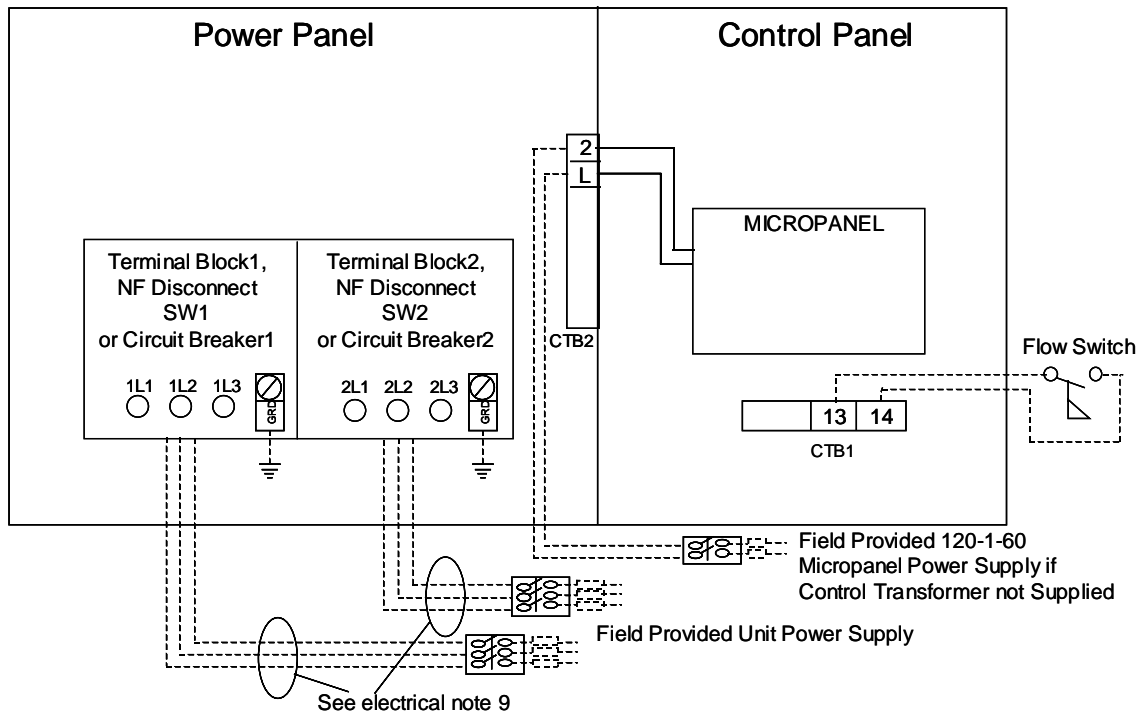 Power Panel
Control Panel
2
L
MICROPANEL
Terminal Block1,
NF Disconnect
SW1
or Circuit Breaker1
Terminal Block2,
NF Disconnect
SW2
or Circuit Breaker2
CTB2
Flow Switch
1L1 1L2 1L3
GRD
2L1 2L2 2L3
GRD
13 14
CTB1
Field Provided 120-1-60
Micropanel Power Supply if
Control Transformer not Supplied
Field Provided Unit Power Supply
See electrical note 9